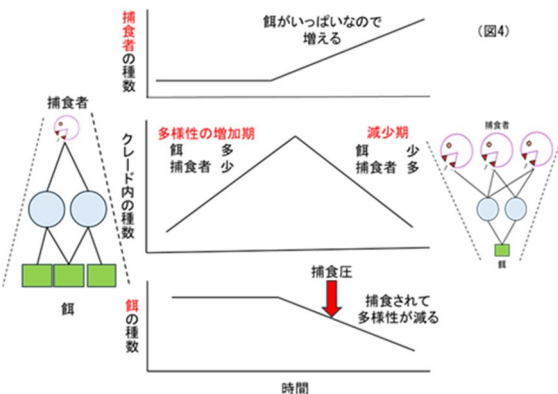 捕食者の種数
餌がいっぱいなので
増える
(図4)
捕食者
餌
クレード内の種数
多様性の増加期
餌 多
捕食者 少
減少期
餌 少
捕食者 多
捕食者
餌
餌の種数
捕食圧
捕食されて
多様性が減る
時間